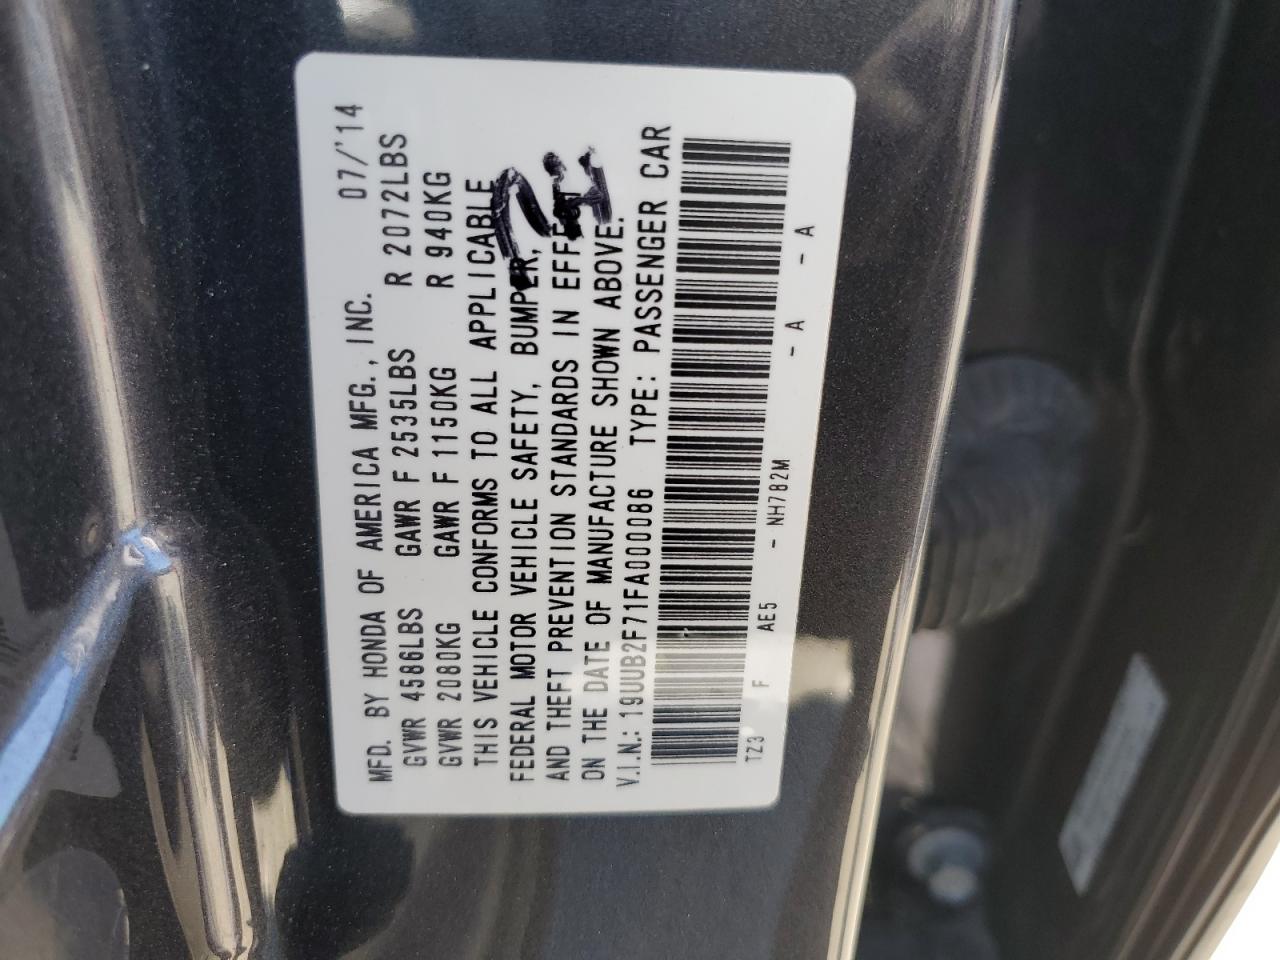 MFD. BY HONDA OF AMERICA MFG., INC. 07/'14
GVWR 4586LBS GAWR F 2535LBS R 2072LBS
GVWR 2080KG GAWR F 1150KG R 940KG
THIS VEHICLE CONFORMS TO ALL APPLICABLE
FEDERAL MOTOR VEHICLE SAFETY, BUMPER,
AND THEFT PREVENTION STANDARDS IN
ON THE DATE OF MANUFACTURE SHOWN ABOVE.
V.I.N.: 19UUB2F71FA000086 TYPE: PASSENGER CAR
TZ3 F AE5 - NH782M - A - A